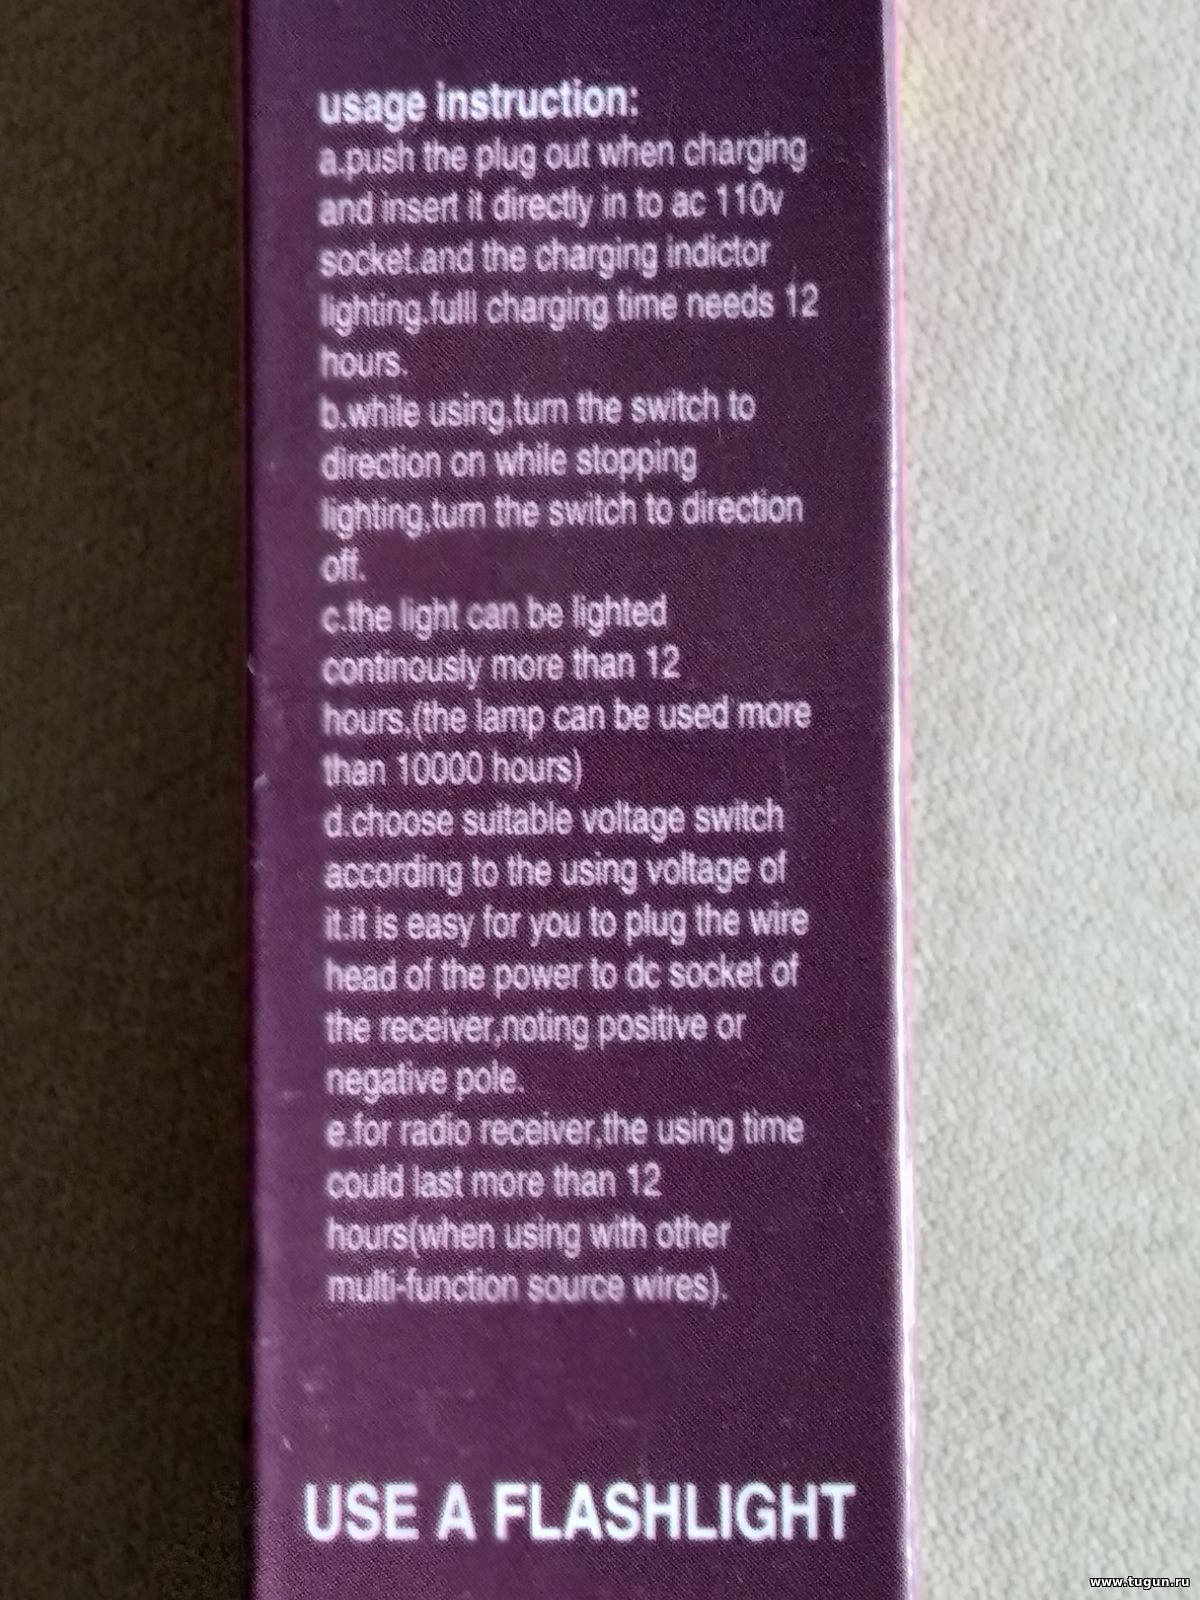 usage instruction:
a.push the plug out when charging
and insert it directly in to ac 110v
socket.and the charging indictor
lighting.fulll charging time needs 12
hours.
b.while using,turn the switch to
direction on while stopping
lighting,turn the switch to direction
off.
c.the light can be lighted
continously more than 12
hours,(the lamp can be used more
than 10000 hours)
d.choose suitable voltage switch
according to the using voltage of
it.it is easy for you to plug the wire
head of the power to dc socket of
the receiver,noting positive or
negative pole.
e.for radio receiver,the using time
could last more than 12
hours(when using with other
multi-function source wires).
USE A FLASHLIGHT
www.tugun.ru